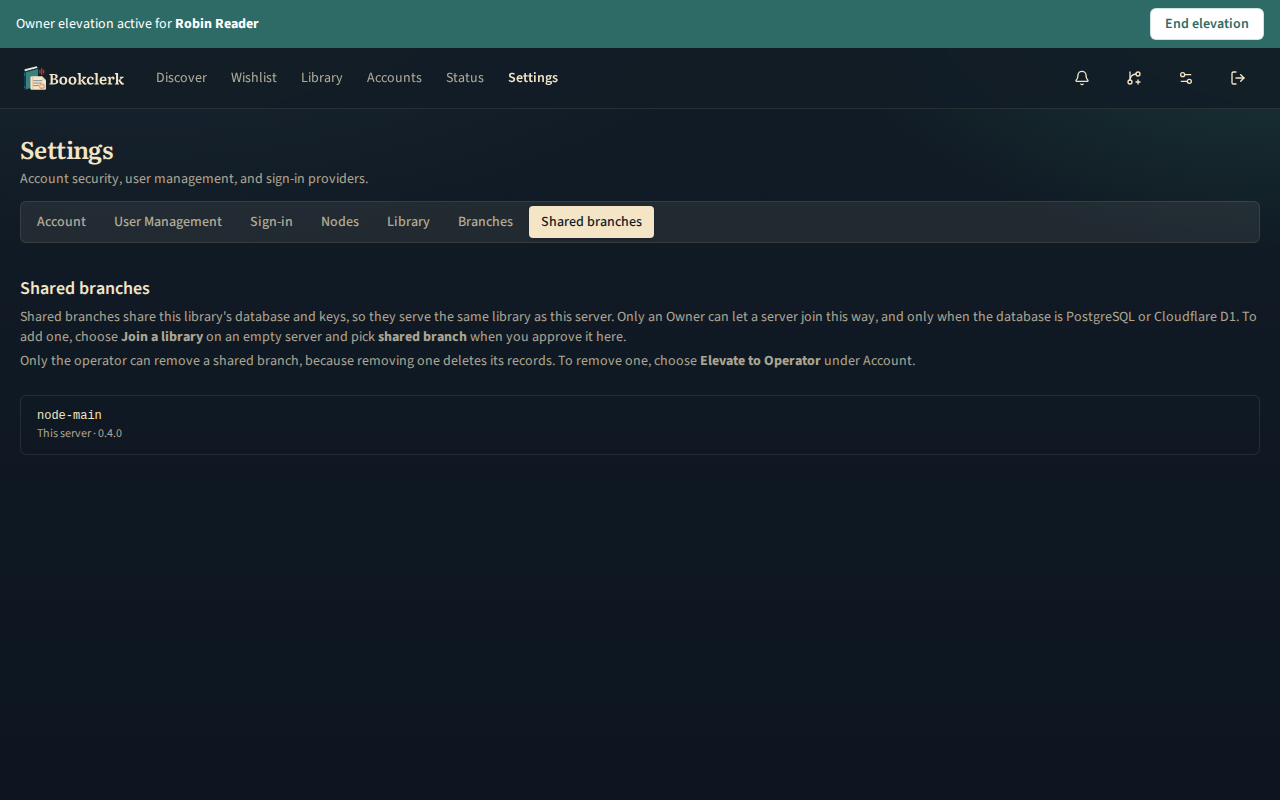 Owner elevation active for Robin Reader
End elevation
Bookclerk
Discover
Wishlist
Library
Accounts
Status
Settings
Settings
Account security, user management, and sign-in providers.
Account
User Management
Sign-in
Nodes
Library
Branches
Shared branches
Shared branches
Shared branches share this library's database and keys, so they serve the same library as this server. Only an Owner can let a server join this way, and only when the database is PostgreSQL or Cloudflare D1. To
add one, choose Join a library on an empty server and pick shared branch when you approve it here.
Only the operator can remove a shared branch, because removing one deletes its records. To remove one, choose Elevate to Operator under Account.
node-main
This server · 0.4.0